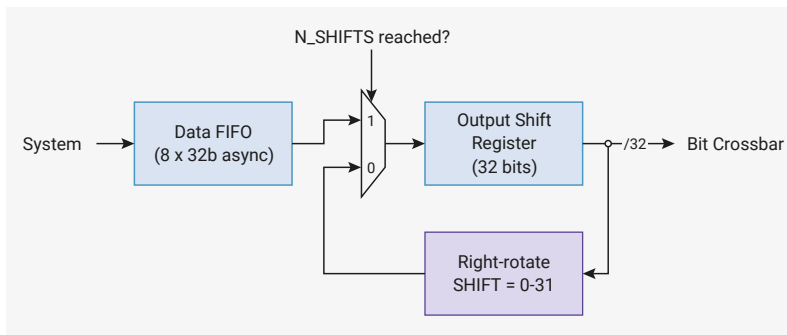 N_SHIFTS reached?
System
Data FIFO
(8 x 32b async)
1
0
Output Shift
Register
(32 bits)
/32
Bit Crossbar
Right-rotate
SHIFT = 0-31